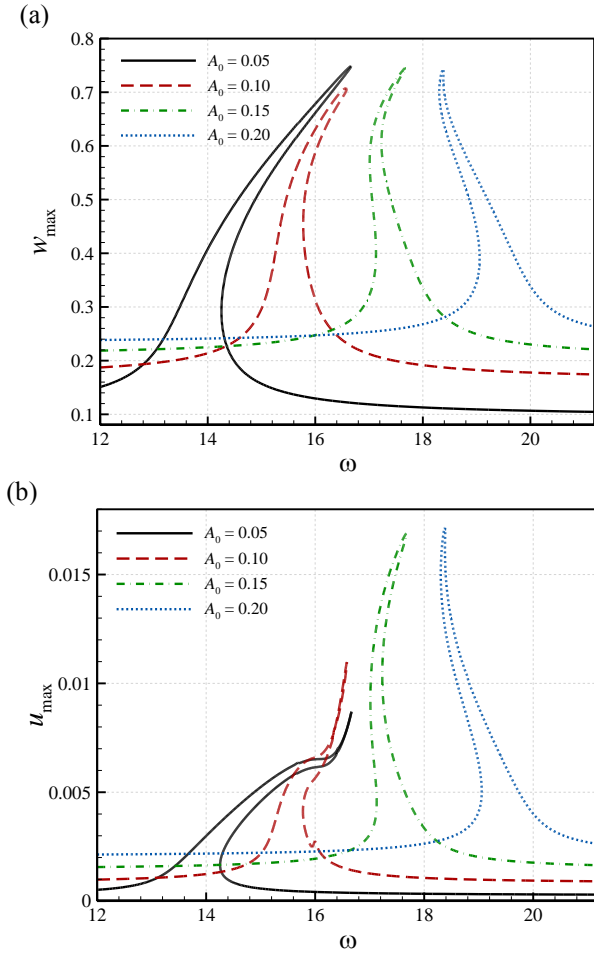 (a)
0.8
0.7
0.6
0.5
0.4
0.3
0.2
0.1
w_max
A₀ = 0.05
A₀ = 0.10
A₀ = 0.15
A₀ = 0.20
12 14 16 18 20
ω
(b)
0.015
0.01
0.005
0
u_max
A₀ = 0.05
A₀ = 0.10
A₀ = 0.15
A₀ = 0.20
12 14 16 18 20
ω